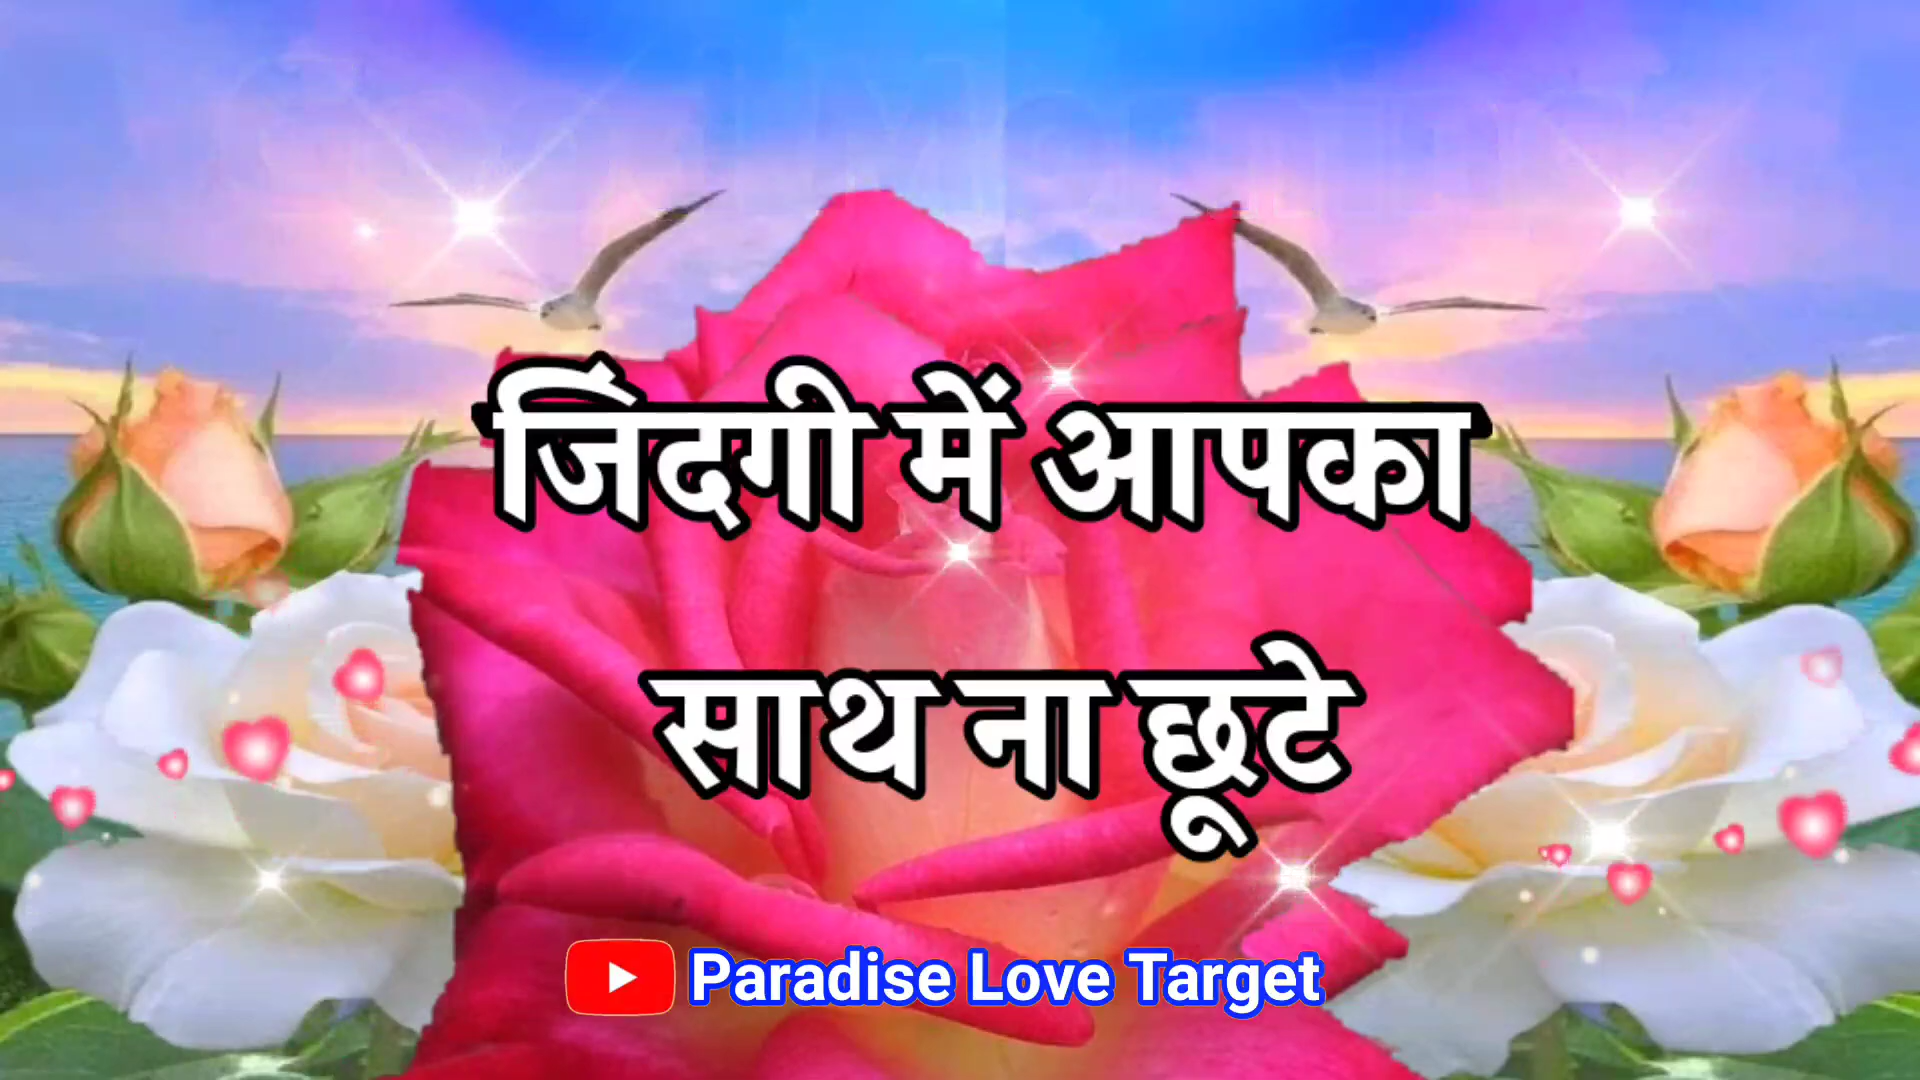 जिंदगी में आपका
साथ ना छूटे
Paradise Love Target